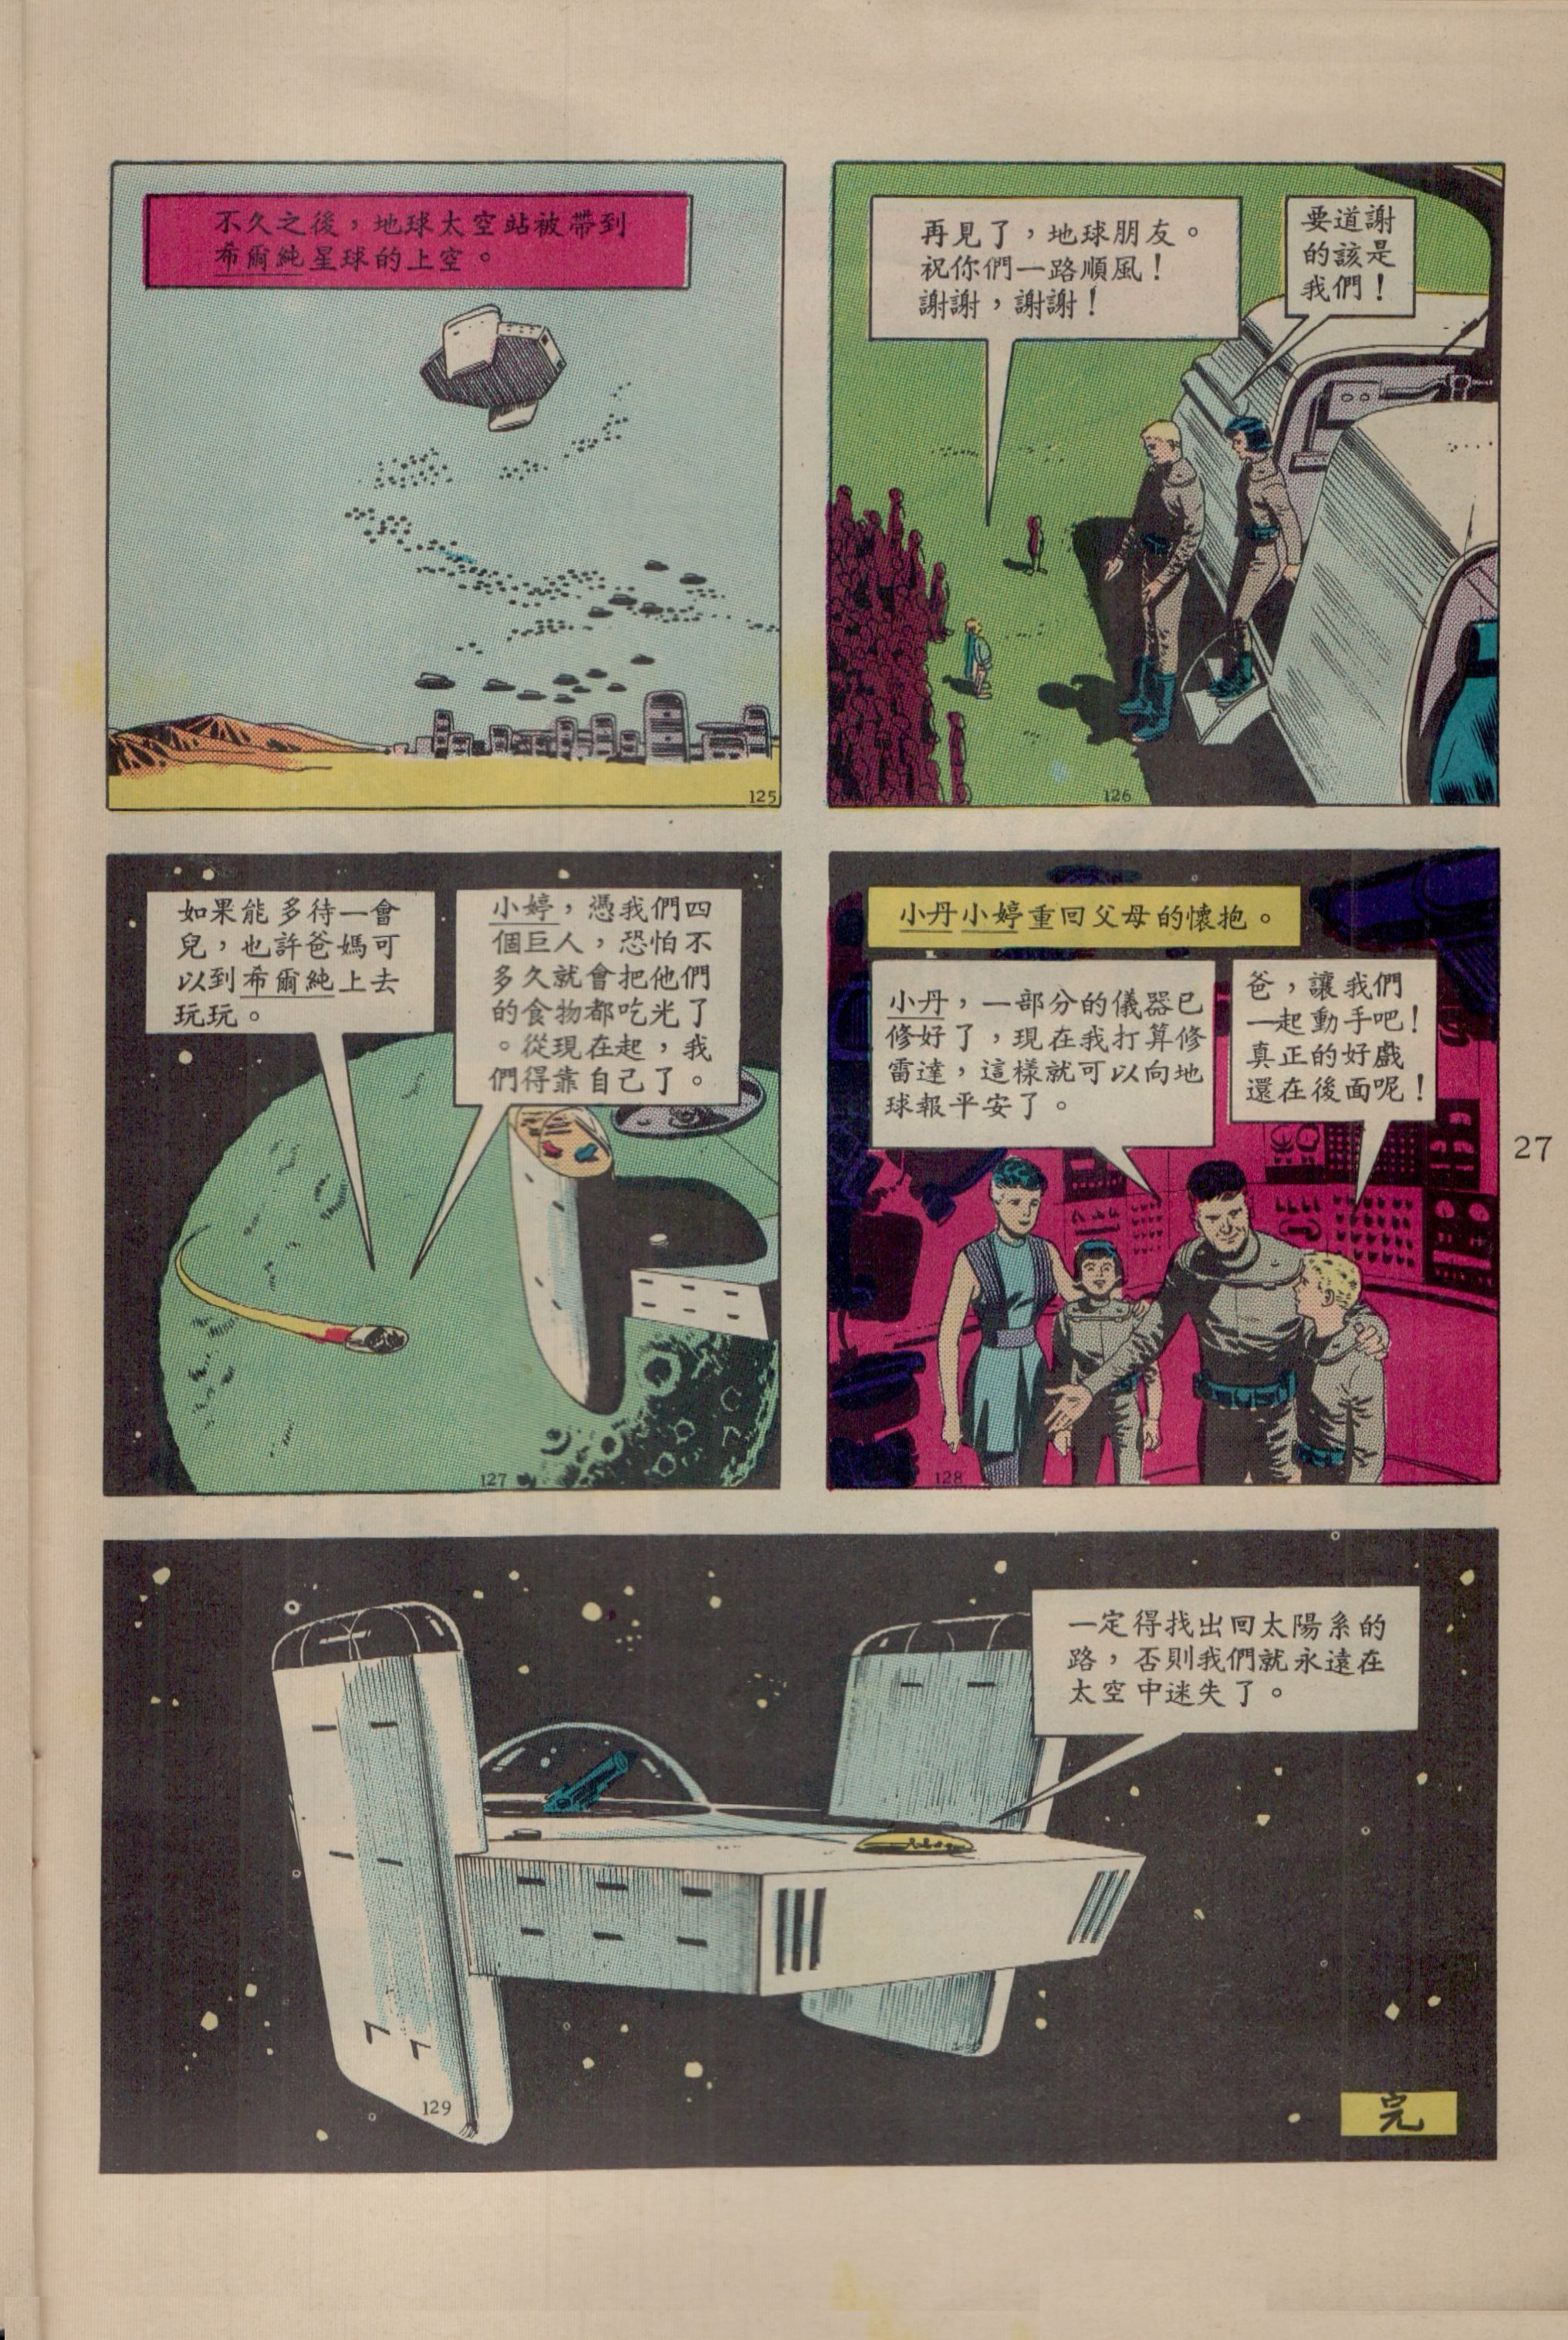 不久之後，地球太空站被帶到
希爾純星球的上空。
125
再見了，地球朋友。
祝你們一路順風！
謝謝，謝謝！
要道謝
的該是
我們！
126
如果能多待一會
兒，也許爸媽可
以到希爾純上去
玩玩。
小婷，憑我們四
個巨人，恐怕不
多久就會把他們
的食物都吃光了
。從現在起，我
們得靠自己了。
127
小丹小婷重回父母的懷抱。
小丹，一部分的儀器已
修好了，現在我打算修
雷達，這樣就可以向地
球報平安了。
爸，讓我們
一起動手吧！
真正的好戲
還在後面呢！
128
27
一定得找出回太陽系的
路，否則我們就永遠在
太空中迷失了。
129
完